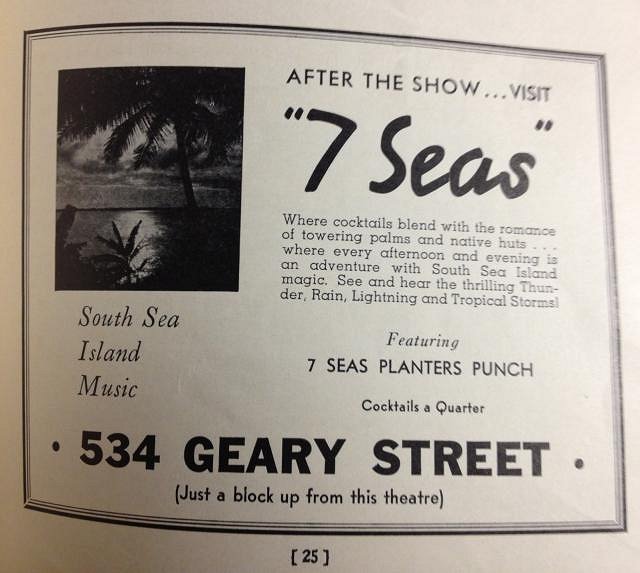 AFTER THE SHOW...VISIT
"7 Seas"
Where cocktails blend with the romance
of towering palms and native huts . . .
where every afternoon and evening is
an adventure with South Sea Island
magic. See and hear the thrilling Thun-
der, Rain, Lightning and Tropical Storms!
South Sea
Island
Music
Featuring
7 SEAS PLANTERS PUNCH
Cocktails a Quarter
• 534 GEARY STREET •
(Just a block up from this theatre)
[ 25 ]